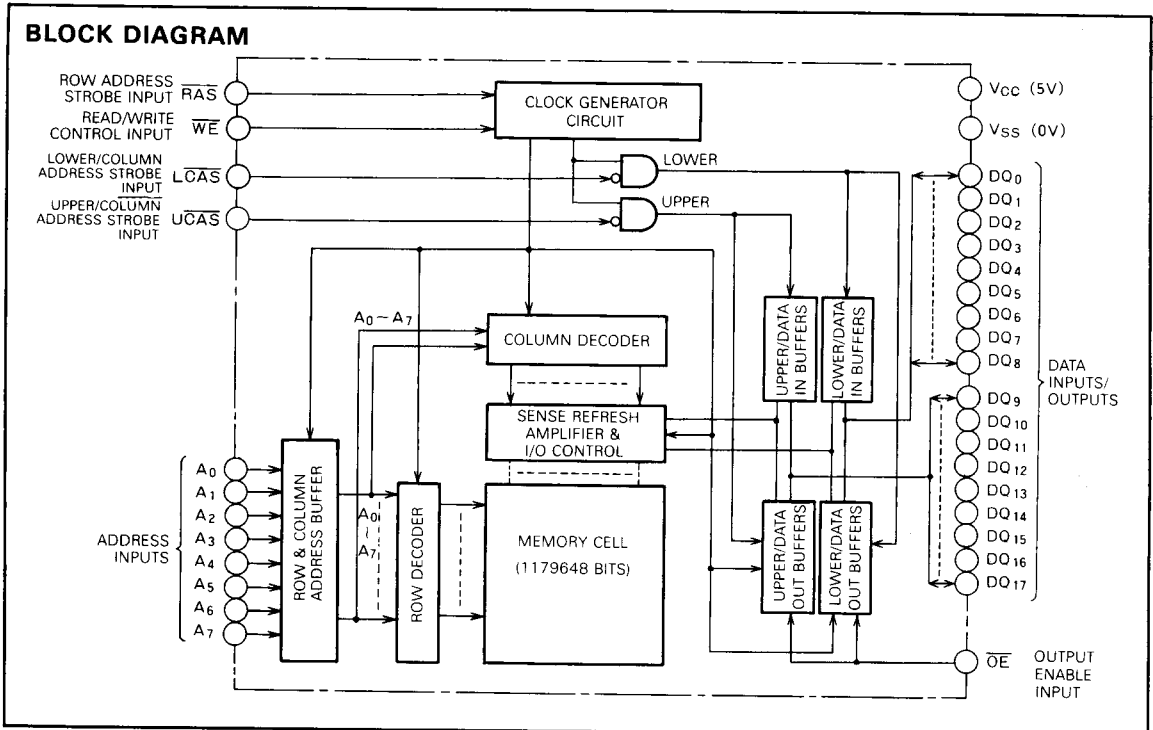 BLOCK DIAGRAM
ROW ADDRESS
STROBE INPUT RAS
READ/WRITE
CONTROL INPUT WE
LOWER/COLUMN
ADDRESS STROBE
INPUT
LCAS
UPPER/COLUMN
ADDRESS STROBE
INPUT
UCAS
CLOCK GENERATOR
CIRCUIT
LOWER
UPPER
VCC (5V)
VSS (0V)
DQ0
DQ1
DQ2
DQ3
DQ4
DQ5
DQ6
DQ7
DQ8
DQ9
DQ10
DQ11
DQ12
DQ13
DQ14
DQ15
DQ16
DQ17
DATA
INPUTS/
OUTPUTS
A0~A7
COLUMN DECODER
UPPER/DATA
IN BUFFERS
LOWER/DATA
IN BUFFERS
SENSE REFRESH
AMPLIFIER &
I/O CONTROL
ADDRESS
INPUTS
A0
A1
A2
A3
A4
A5
A6
A7
ROW & COLUMN
ADDRESS BUFFER
A0
~
A7
ROW DECODER
MEMORY CELL
(1179648 BITS)
UPPER/DATA
OUT BUFFERS
LOWER/DATA
OUT BUFFERS
OE
OUTPUT
ENABLE
INPUT